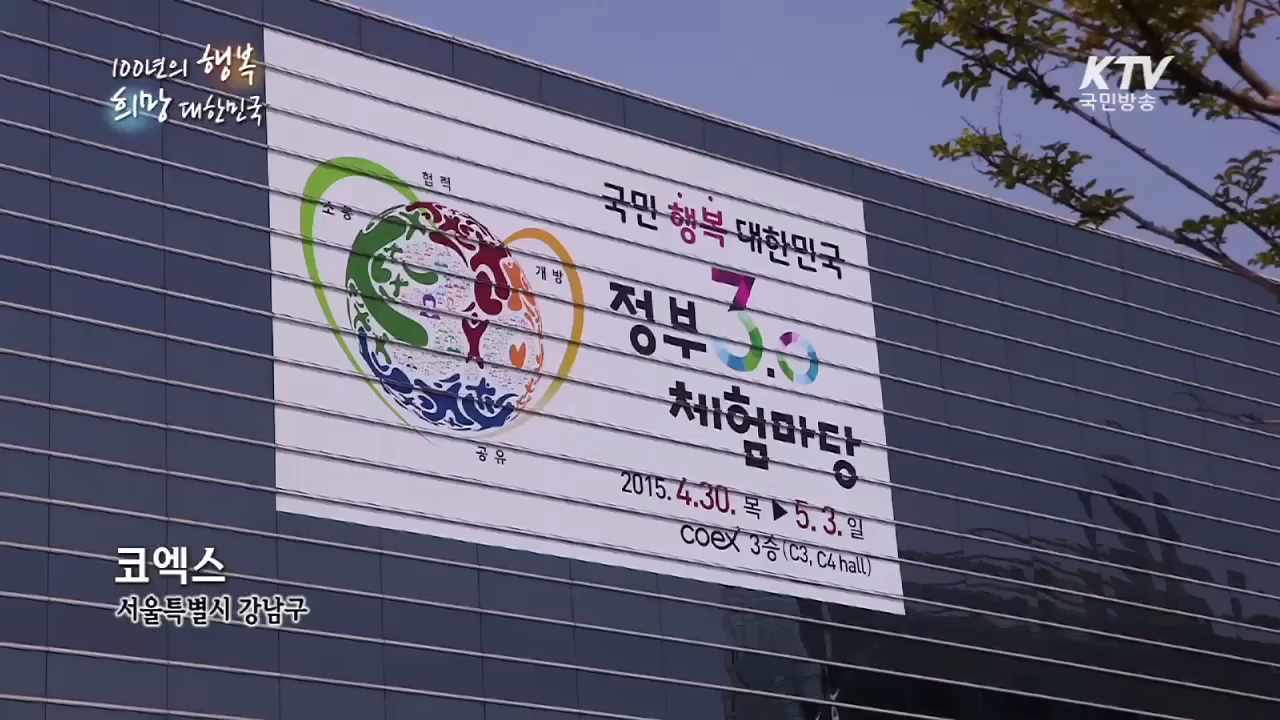 100년의 행복
희망 대한민국
KTV
국민방송
협력
소통
개방
공유
국민 행복 대한민국
정부3.0
체험마당
2015. 4.30. 목 ▶ 5. 3. 일
coex 3층 (C3, C4 hall)
코엑스
서울특별시 강남구